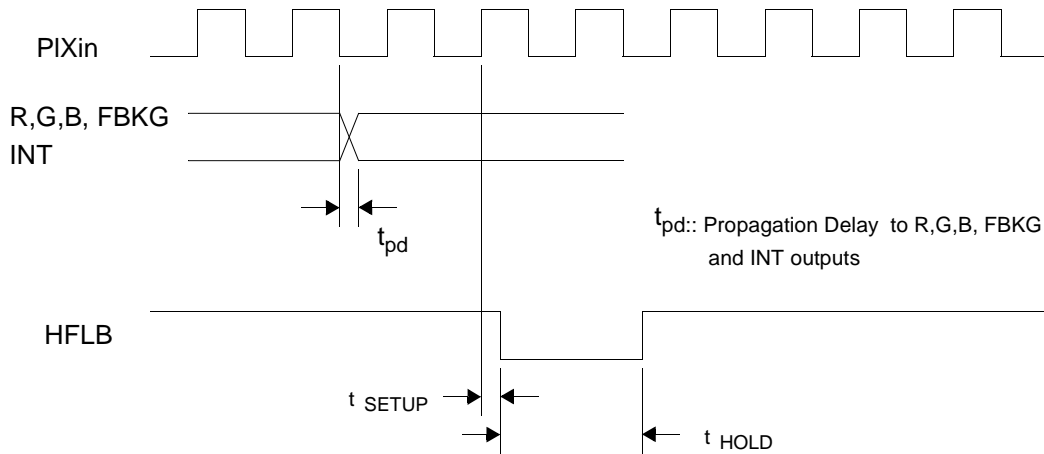 PIXin
R,G,B, FBKG
INT
tpd
tpd:: Propagation Delay to R,G,B, FBKG
and INT outputs
HFLB
t SETUP
t HOLD